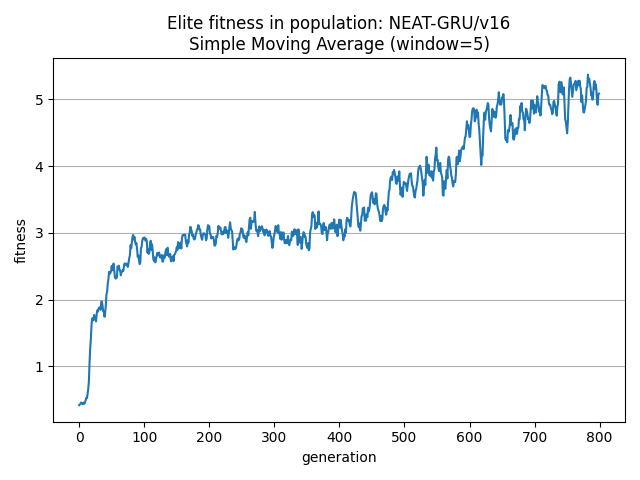 Elite fitness in population: NEAT-GRU/v16
Simple Moving Average (window=5)
fitness
5
4
3
2
1
0 100 200 300 400 500 600 700 800
generation